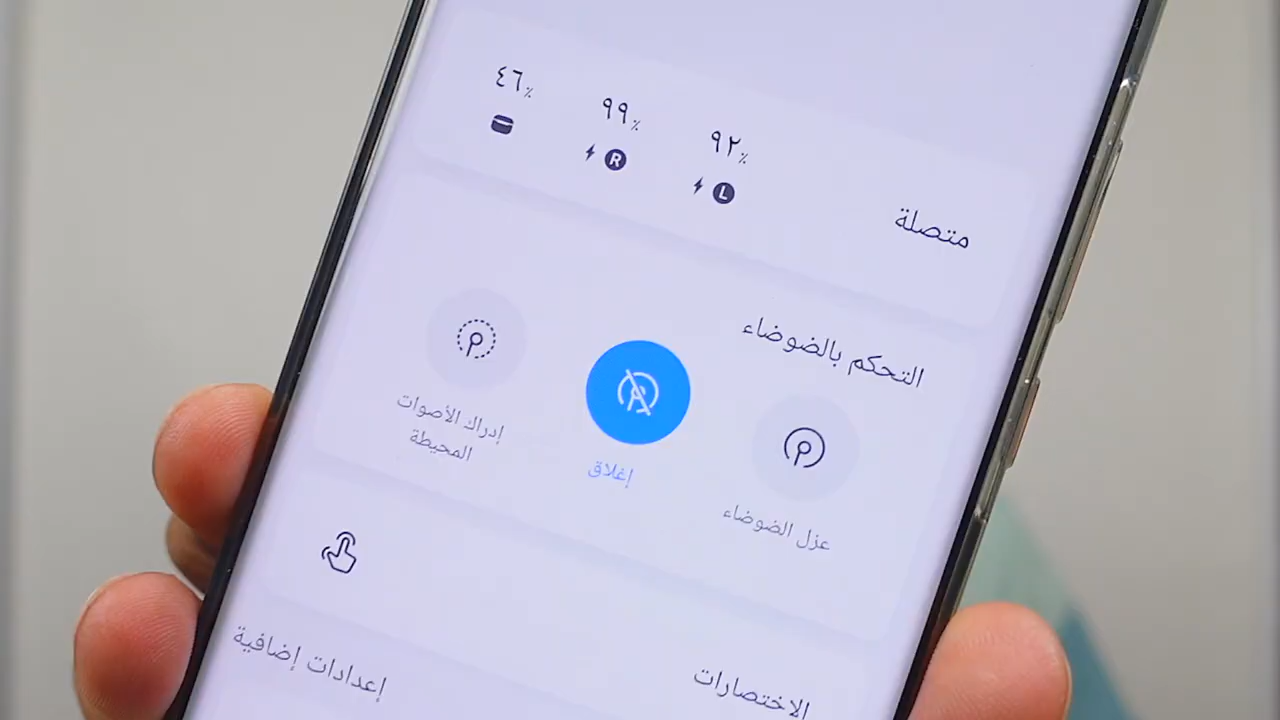 متصلة
٩٢٪
L
٩٩٪
R
٤٦٪
التحكم بالضوضاء
عزل الضوضاء
إغلاق
إدراك الأصوات
المحيطة
الاختصارات
إعدادات إضافية